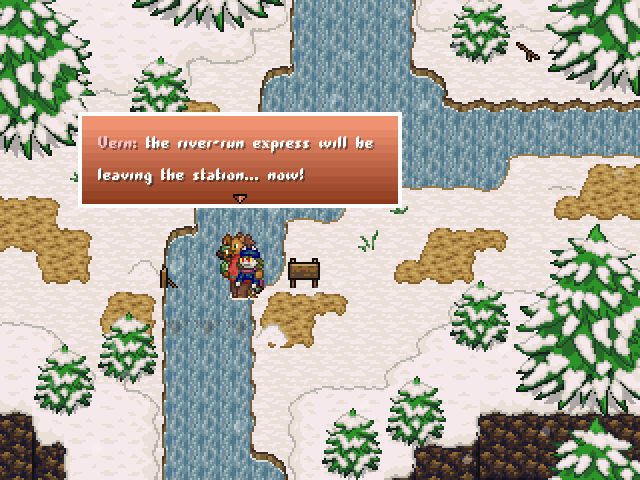 Vern: the river-run express will be
leaving the station... now!